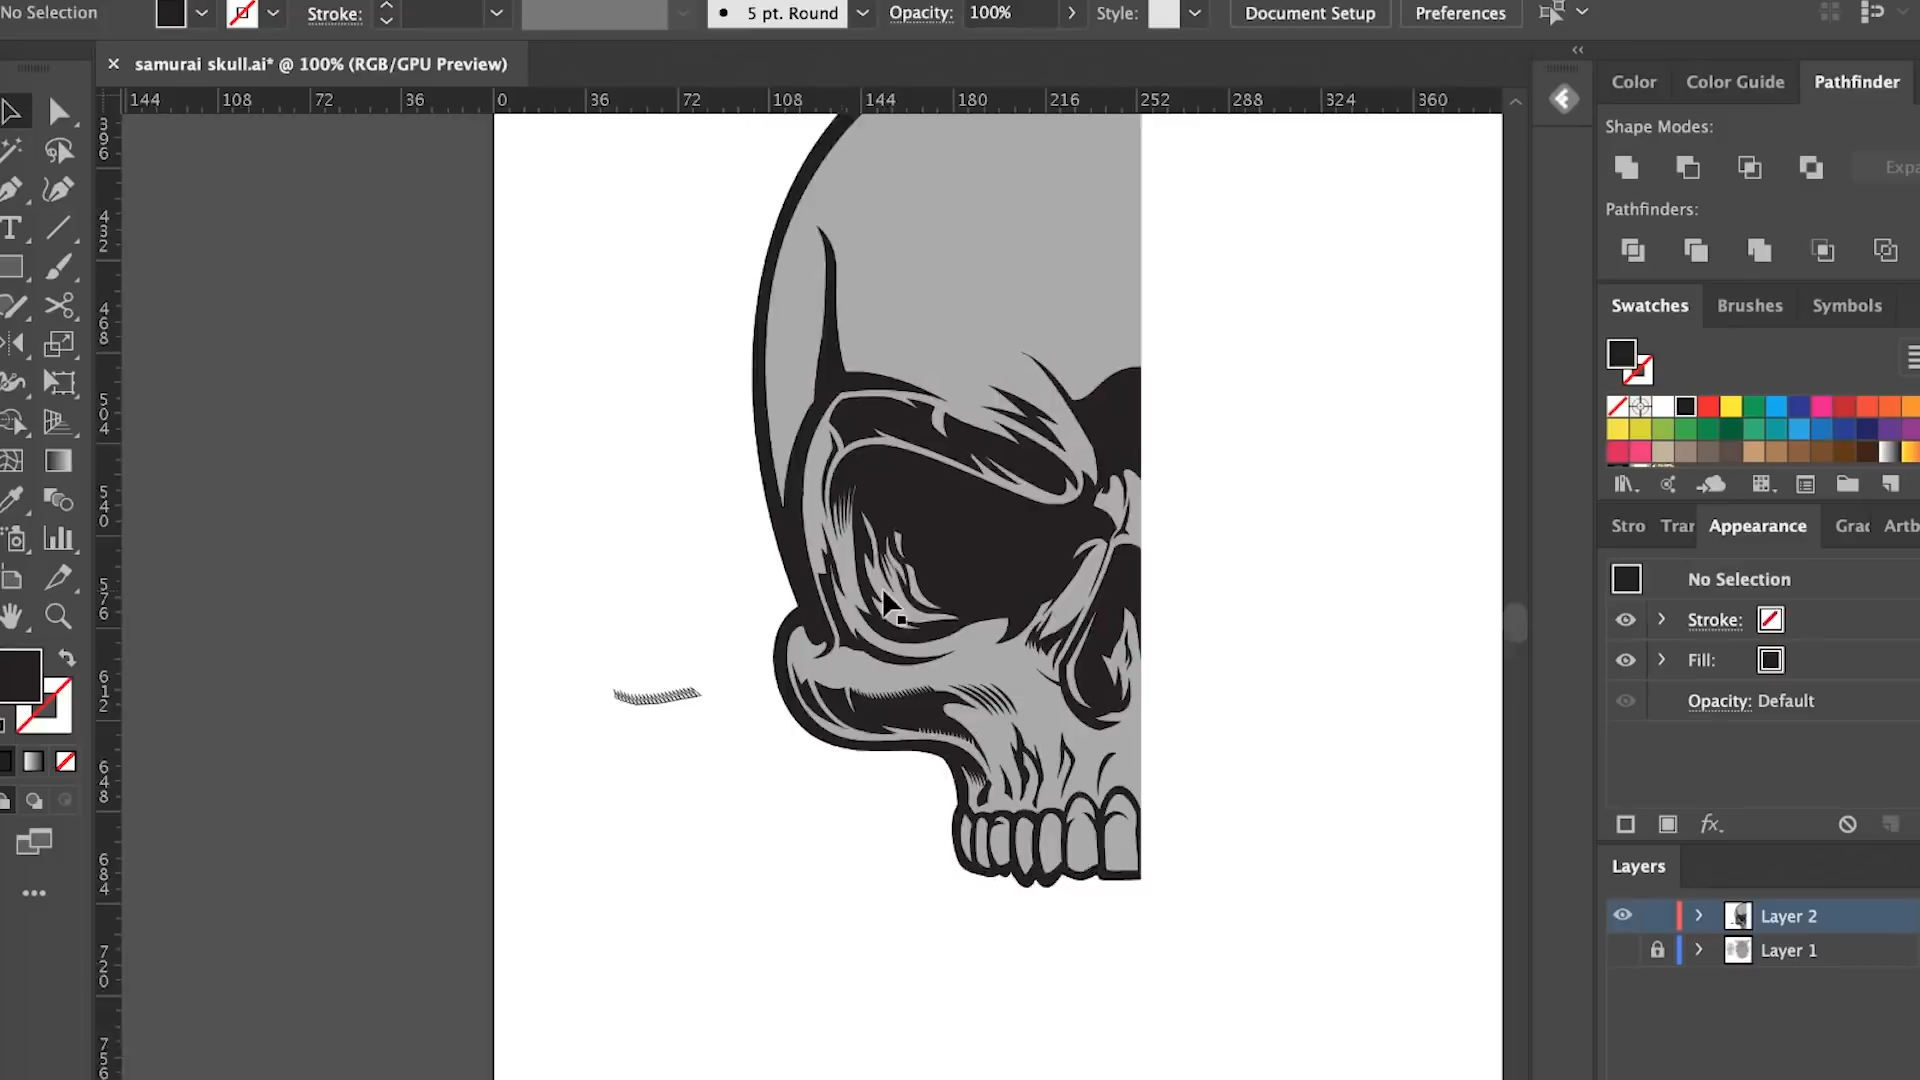 No Selection Stroke: 5 pt. Round Opacity: 100% Style: Document Setup Preferences
samurai skull.ai* @ 100% (RGB/GPU Preview)
144 108 72 36 0 36 72 108 144 180 216 252 288 324 360
396
432
468
504
540
576
612
648
684
720
756
Color Color Guide Pathfinder
Shape Modes:
Expa
Pathfinders:
Swatches Brushes Symbols
Stro Tran Appearance Grad Artb
No Selection
Stroke:
Fill:
Opacity: Default
fx.
Layers
Layer 2
Layer 1